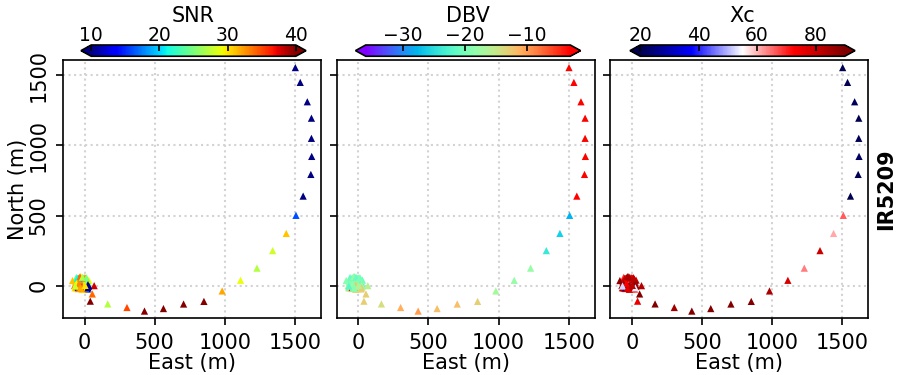 SNR DBV Xc
10 20 30 40 −30 −20 −10 20 40 60 80
1500
1000
500
0
North (m)
IR5209
0 500 1000 1500 0 500 1000 1500 0 500 1000 1500
East (m) East (m) East (m)